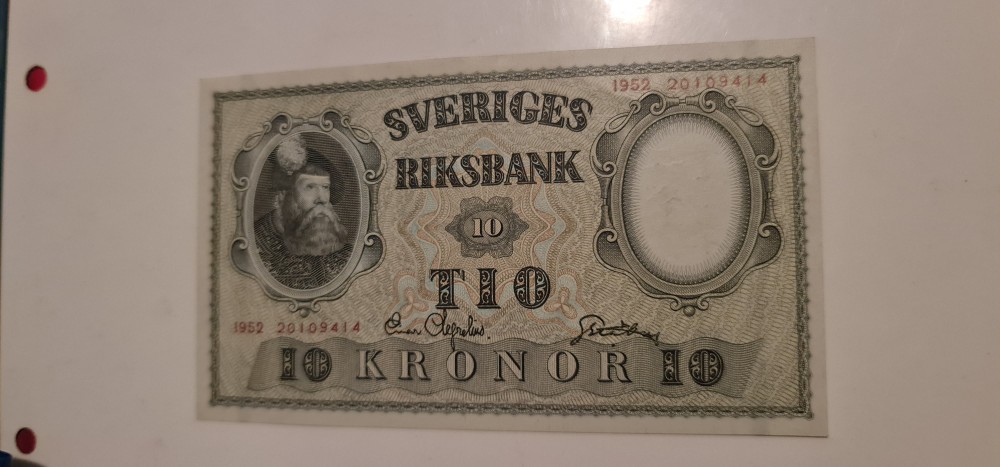 1952 20109414
SVERIGES
RIKSBANK
10
TIO
1952 20109414
10 KRONOR 10